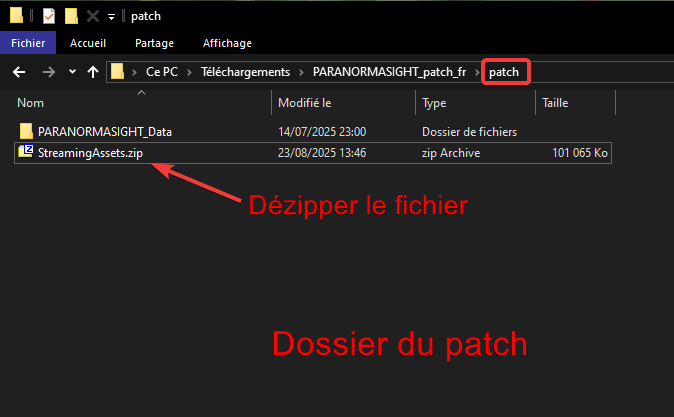 patch
Fichier Accueil Partage Affichage
Ce PC Téléchargements PARANORMASIGHT_patch_fr patch
Nom Modifié le Type Taille
PARANORMASIGHT_Data 14/07/2025 23:00 Dossier de fichiers
StreamingAssets.zip 23/08/2025 13:46 zip Archive 101 065 Ko
Dézipper le fichier
Dossier du patch